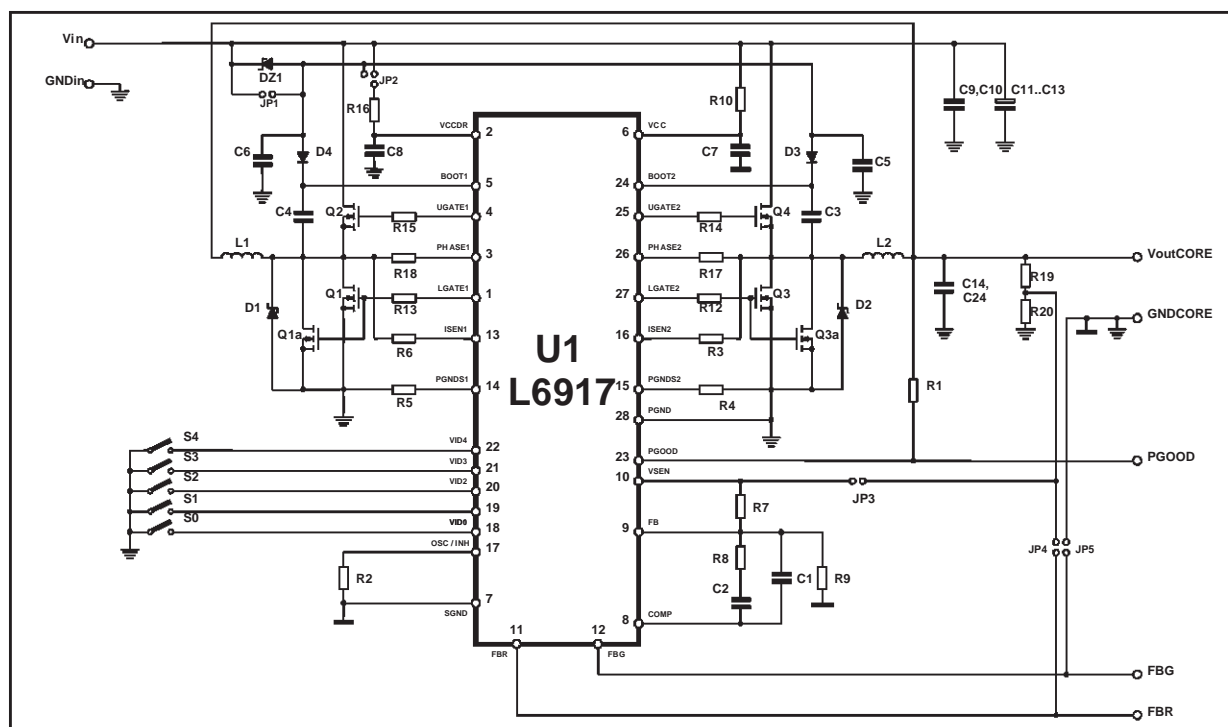 Vin
GNDin
DZ1
JP1
JP2
R16
R10
C9,C10
C11..C13
VCCDR
2
6
VCC
C6
D4
C8
C7
D3
C5
BOOT1
5
24
BOOT2
C4
Q2
UGATE1
4
25
UGATE2
Q4
C3
R15
R14
L1
PHASE1
3
26
PHASE2
L2
VoutCORE
R18
R17
R19
Q1
LGATE1
1
27
LGATE2
Q3
C14,
C24
D1
R13
R12
D2
R20
GNDCORE
Q1a
ISEN1
13
16
ISEN2
Q3a
R6
R3
U1
L6917
PGNDS1
14
15
PGNDS2
R1
R5
R4
28
PGND
S4
VID4
22
23
PGOOD
PGOOD
S3
VID3
21
10
VSEN
S2
VID2
20
JP3
S1
19
R7
S0
VID0
18
9
FB
OSC / INH
17
JP4
JP5
R2
R8
C1
R9
C2
7
SGND
8
COMP
11
12
FBR
FBG
FBG
FBR